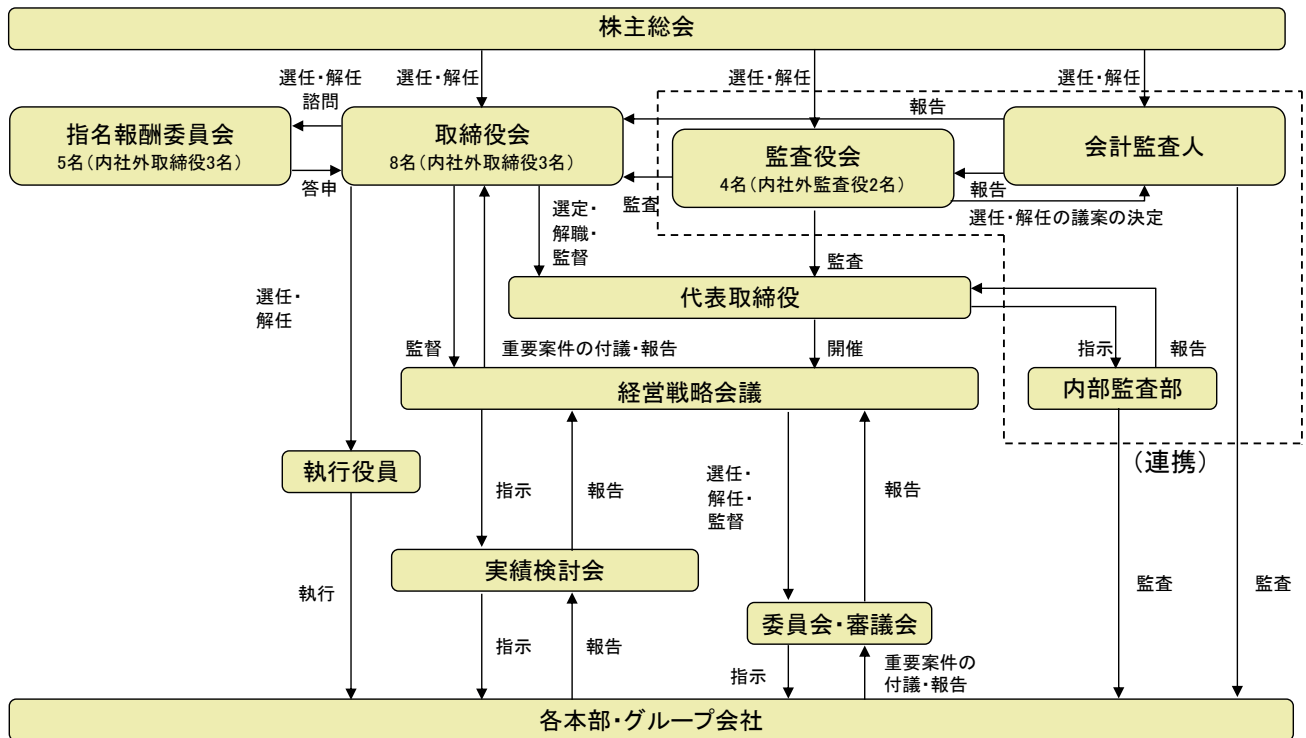 株主総会
選任・解任
諮問
選任・解任
選任・解任
選任・解任
指名報酬委員会
5名(内社外取締役3名)
答申
取締役会
8名(内社外取締役3名)
報告
監査役会
4名(内社外監査役2名)
会計監査人
監査
報告
選任・解任の議案の決定
選定・
解職・
監督
監査
選任・
解任
代表取締役
監督
重要案件の付議・報告
開催
指示
報告
経営戦略会議
内部監査部
(連携)
執行役員
指示
報告
選任・
解任・
監督
報告
実績検討会
執行
監査
監査
委員会・審議会
指示
報告
指示
重要案件の
付議・報告
各本部・グループ会社